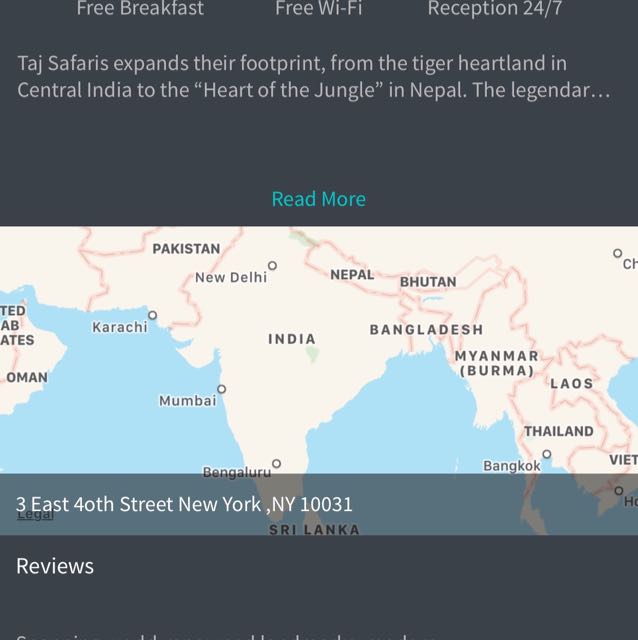 Free Breakfast Free Wi-Fi Reception 24/7
Taj Safaris expands their footprint, from the tiger heartland in
Central India to the “Heart of the Jungle” in Nepal. The legendar…
Read More
PAKISTAN
New Delhi
NEPAL
BHUTAN
Ch
TED
AB
ATES
Karachi
INDIA
BANGLADESH
MYANMAR
(BURMA)
OMAN
LAOS
Mumbai
THAILAND
Bengaluru
Bangkok
VIET
3 East 4oth Street New York ,NY 10031
Legal
Ho
SRI LANKA
Reviews